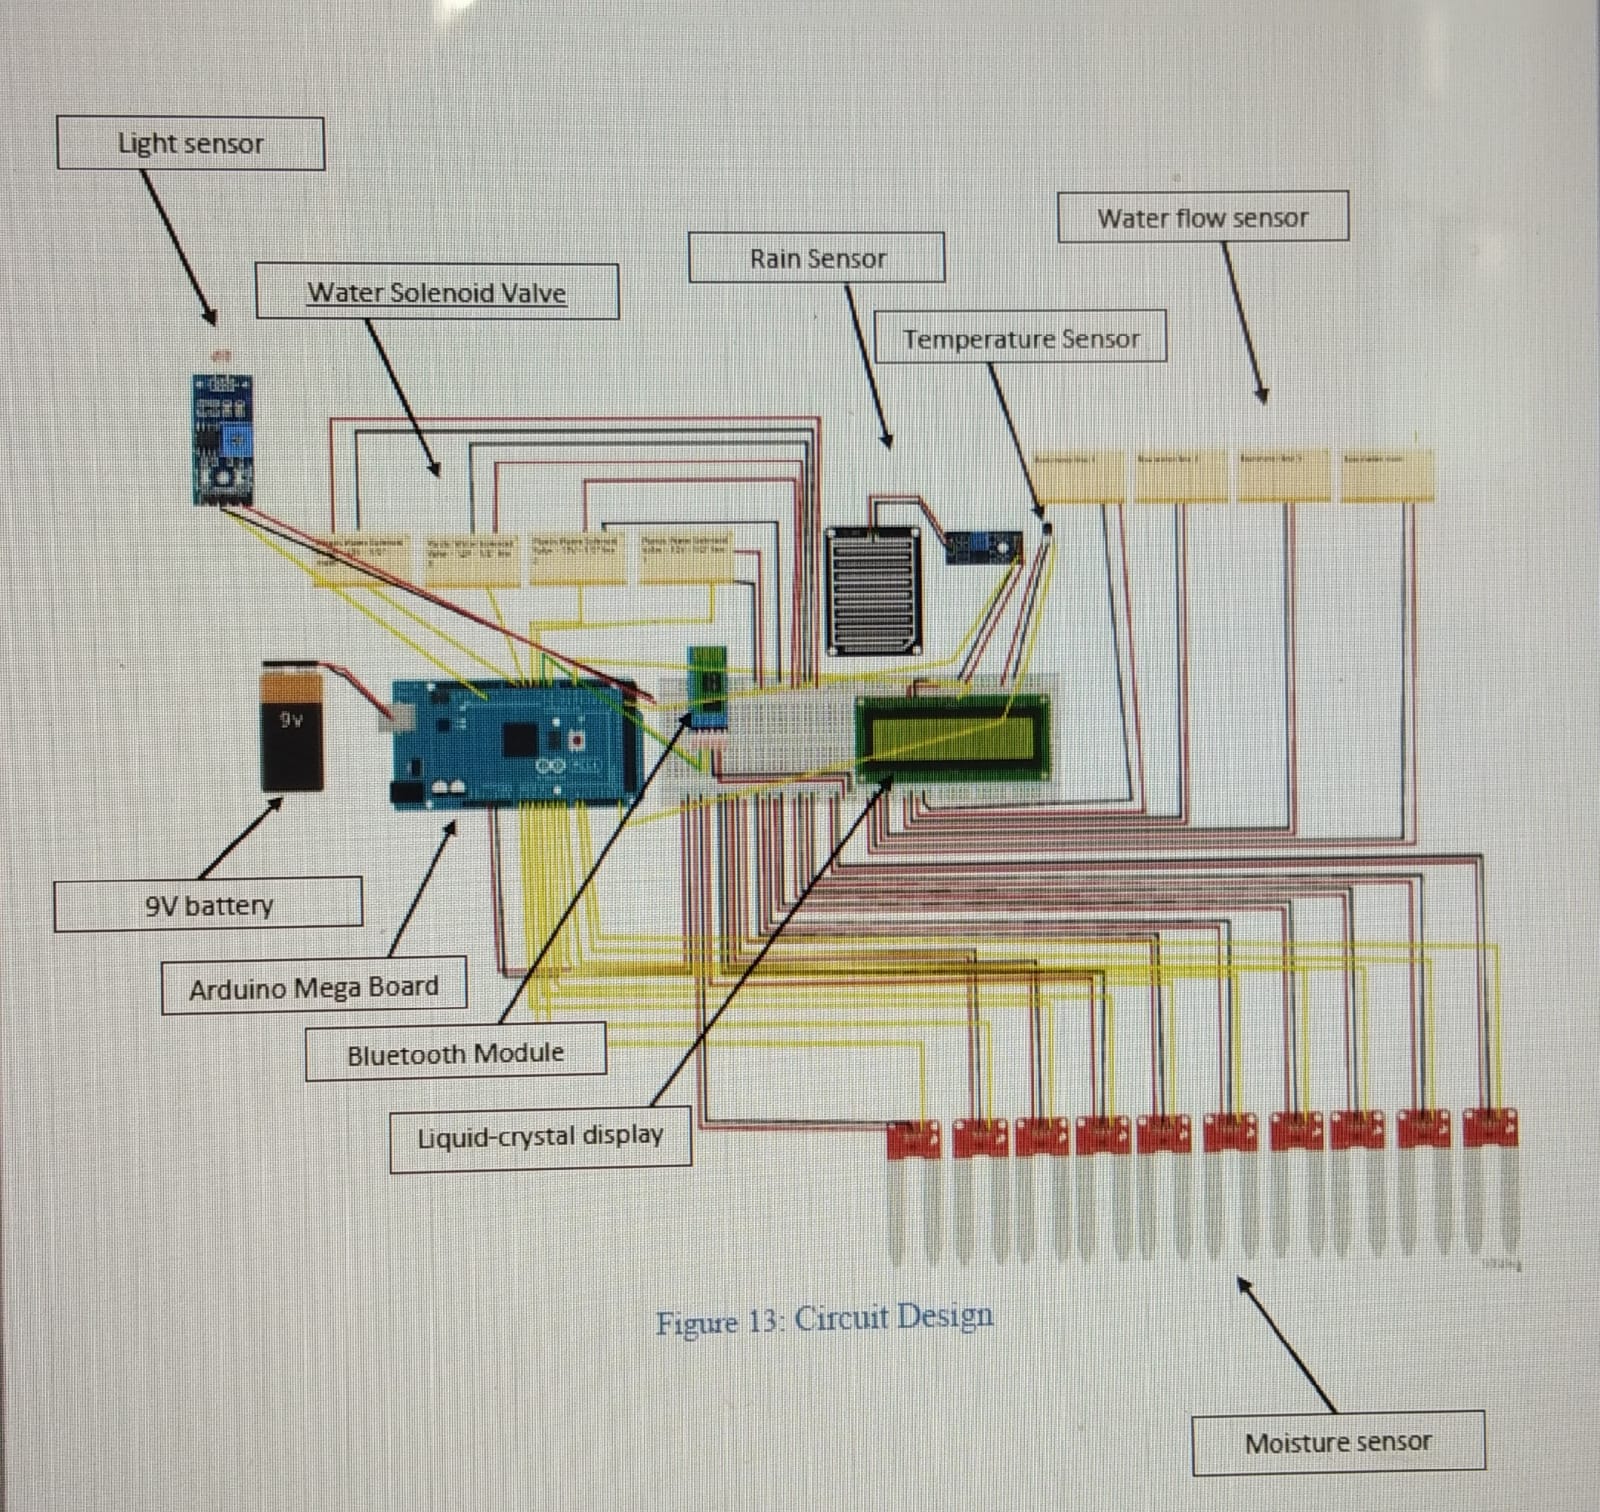 Light sensor
Water flow sensor
Rain Sensor
Water Solenoid Valve
Temperature Sensor
9v
9V battery
Arduino Mega Board
Bluetooth Module
Liquid-crystal display
Figure 13: Circuit Design
Moisture sensor